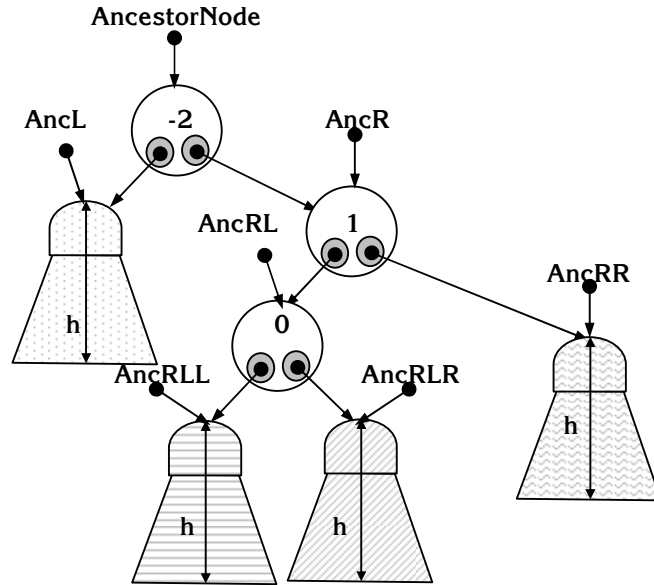 AncestorNode
-2
AncL
AncR
AncRL
1
AncRR
h
0
AncRLL
AncRLR
h
h
h